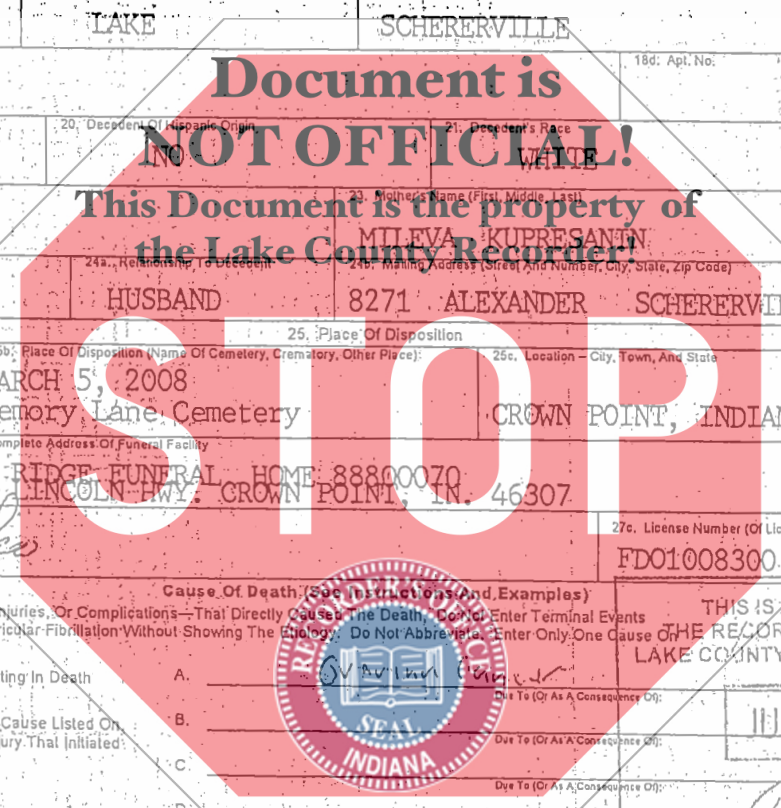 LAKE SCHERERVILLE
18d. Apt. No.
Document is
20. Decedent Of Hispanic Origin 21. Decedent's Race
NOT OFFICIAL!
NO WHITE
23. Mother's Name (First, Middle, Last)
This Document is the property of
MILEVA KUPRESANIN
the Lake County Recorder!
24a. Relationship To Decedent 24b. Mailing Address (Street And Number, City, State, Zip Code)
HUSBAND 8271 ALEXANDER SCHERERVI
25. Place Of Disposition
5b. Place Of Disposition (Name Of Cemetery, Crematory, Other Place): 25c. Location – City, Town, And State
ARCH 5, 2008
emory Lane Cemetery CROWN POINT, INDIAN
STOP
omplete Address Of Funeral Facility
RIDGE FUNERAL HOME 88800070
LINCOLN HWY. CROWN POINT, IN. 46307
27c. License Number (Of Lic
FDO1008300
Cause Of Death (See Instructions And Examples)
njuries, Or Complications—That Directly Caused The Death. Do Not Enter Terminal Events
icular Fibrillation Without Showing The Etiology. Do Not Abbreviate. Enter Only One Cause On
THIS IS
THE RECOR
LAKE COUNTY
ting In Death A.
Due To (Or As A Consequence Of):
Cause Listed On B.
ury That Initiated
Due To (Or As A Consequence Of):
C
Due To (Or As A Consequence Of):
SEAL
INDIANA